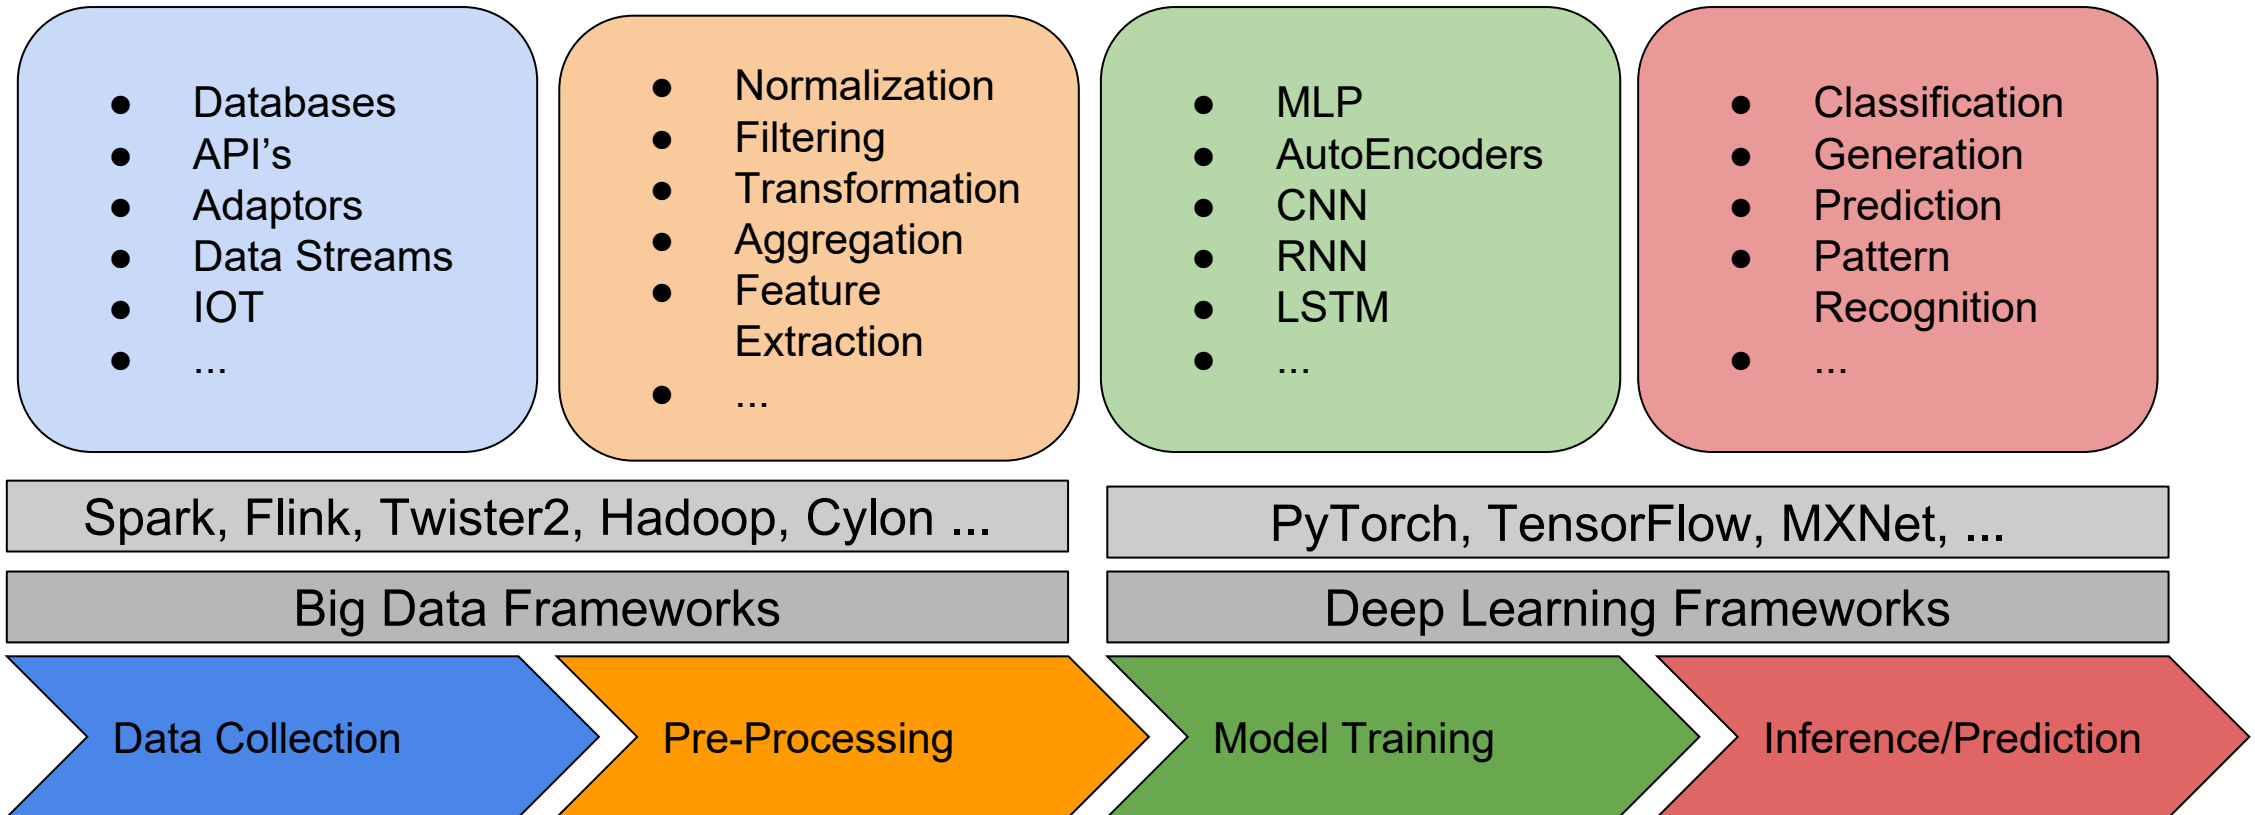 ● Databases
● API’s
● Adaptors
● Data Streams
● IOT
● ...
● Normalization
● Filtering
● Transformation
● Aggregation
● Feature
Extraction
● ...
● MLP
● AutoEncoders
● CNN
● RNN
● LSTM
● ...
● Classification
● Generation
● Prediction
● Pattern
Recognition
● ...
Spark, Flink, Twister2, Hadoop, Cylon ...
PyTorch, TensorFlow, MXNet, ...
Big Data Frameworks
Deep Learning Frameworks
Data Collection
Pre-Processing
Model Training
Inference/Prediction